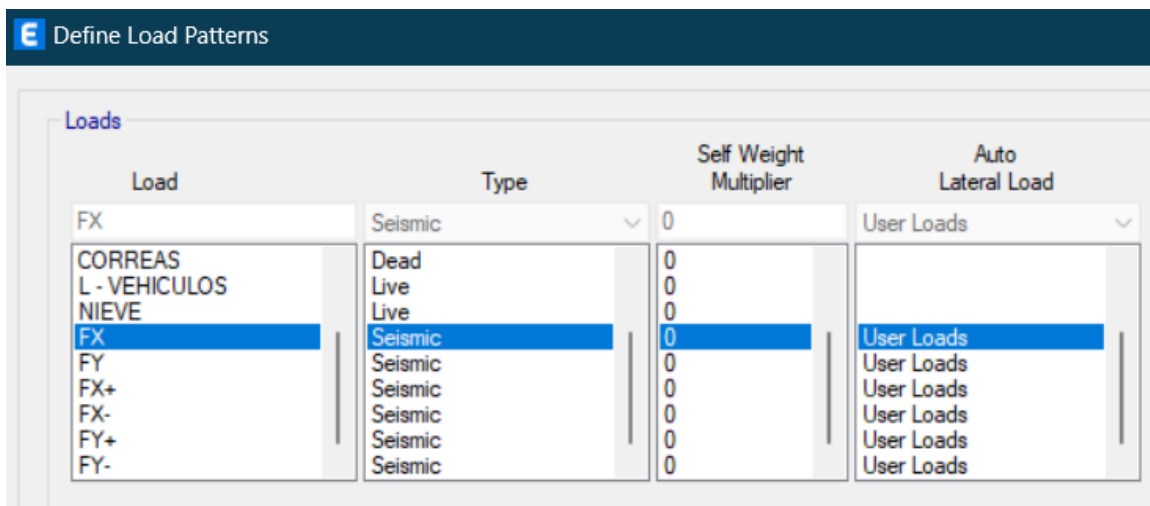 E Define Load Patterns
Loads
Load Type Self Weight Multiplier Auto Lateral Load
FX Seismic 0 User Loads
CORREAS Dead 0
L - VEHICULOS Live 0
NIEVE Live 0
FX Seismic 0 User Loads
FY Seismic 0 User Loads
FX+ Seismic 0 User Loads
FX- Seismic 0 User Loads
FY+ Seismic 0 User Loads
FY- Seismic 0 User Loads